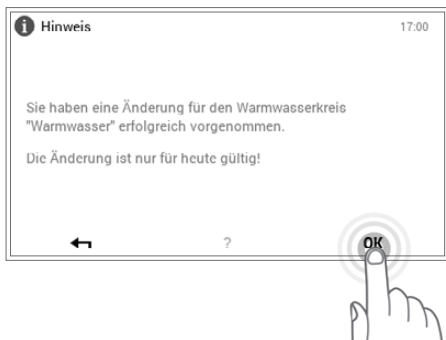 i Hinweis 17:00
Sie haben eine Änderung für den Warmwasserkreis
"Warmwasser" erfolgreich vorgenommen.
Die Änderung ist nur für heute gültig!
? OK